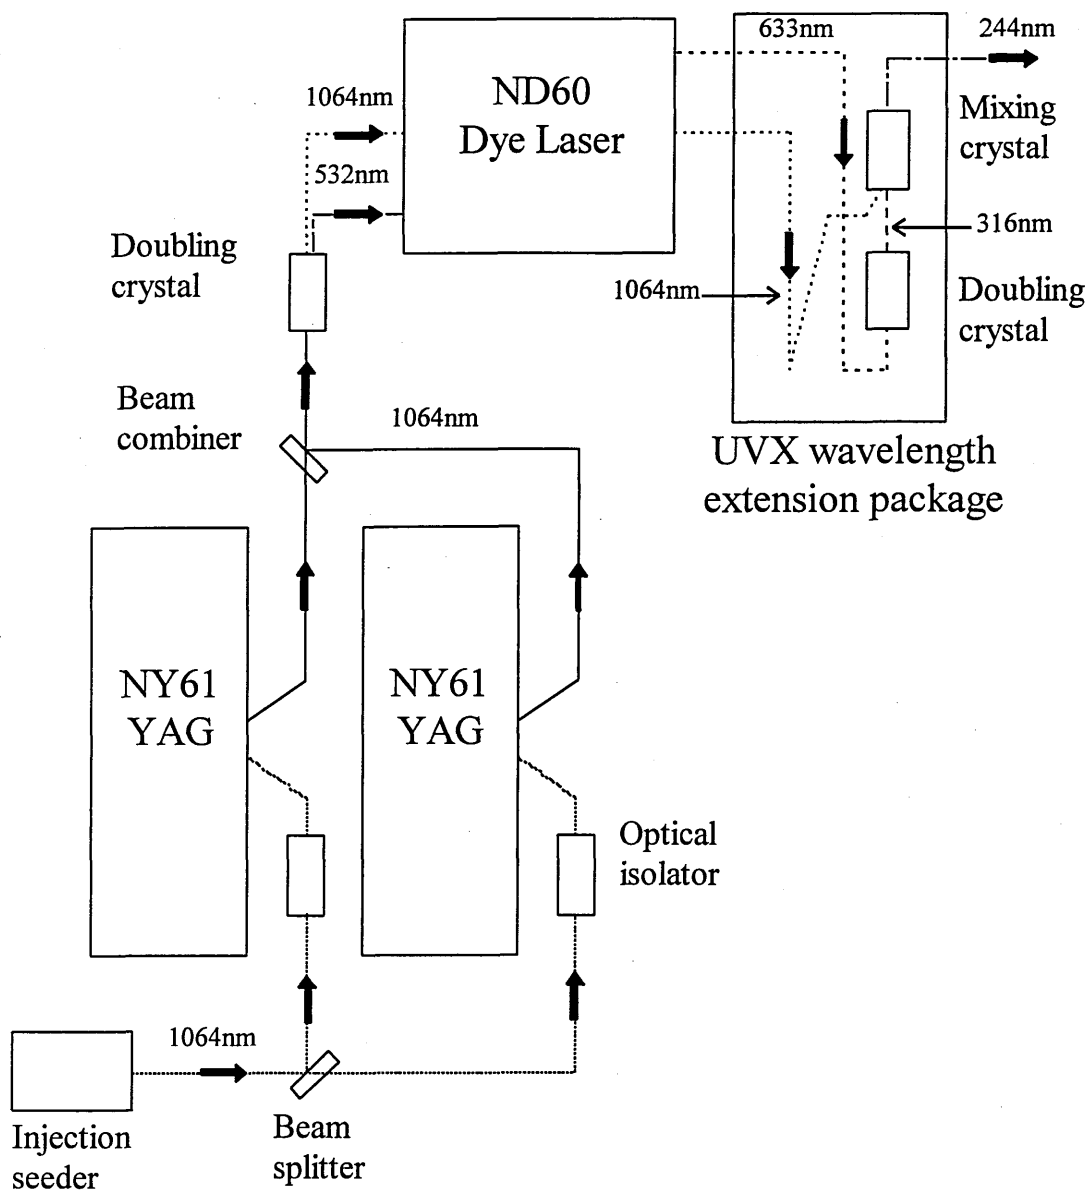 633nm
244nm
ND60
Dye Laser
1064nm
Mixing
crystal
532nm
316nm
Doubling
crystal
1064nm
Doubling
crystal
Beam
combiner
1064nm
UVX wavelength
extension package
NY61
YAG
NY61
YAG
Optical
isolator
1064nm
Injection
seeder
Beam
splitter